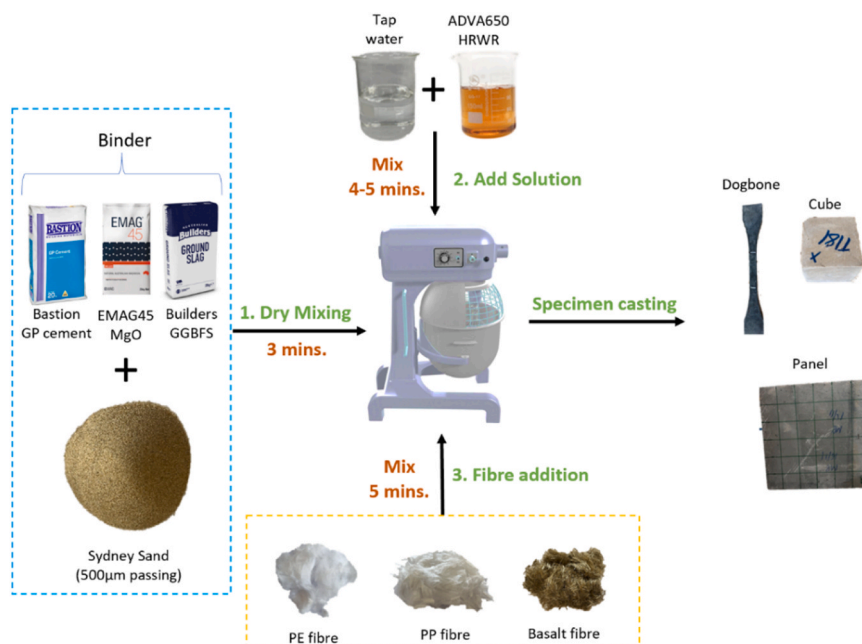 Tap
water
ADVA650
HRWR
+
Mix
4-5 mins.
2. Add Solution
Binder
BASTION
GP Cement
EMAG
45
Builders
GROUND
SLAG
Bastion
GP cement
EMAG45
MgO
Builders
GGBFS
+
1. Dry Mixing
3 mins.
Sydney Sand
(500μm passing)
Specimen casting
Dogbone
Cube
Panel
Mix
5 mins.
3. Fibre addition
PE fibre
PP fibre
Basalt fibre